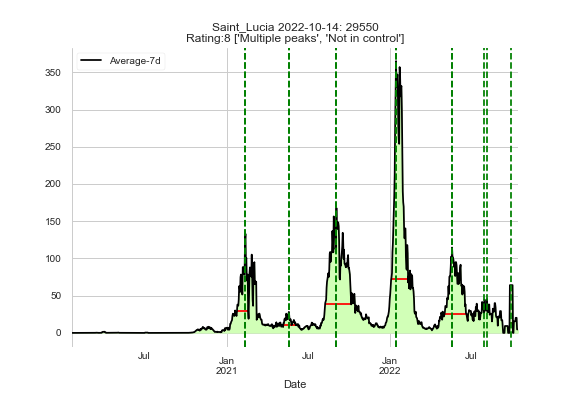 Saint_Lucia 2022-10-14: 29550
Rating:8 ['Multiple peaks', 'Not in control']
Average-7d
350
300
250
200
150
100
50
0
Jul
Jan
2021
Jul
Jan
2022
Jul
Date